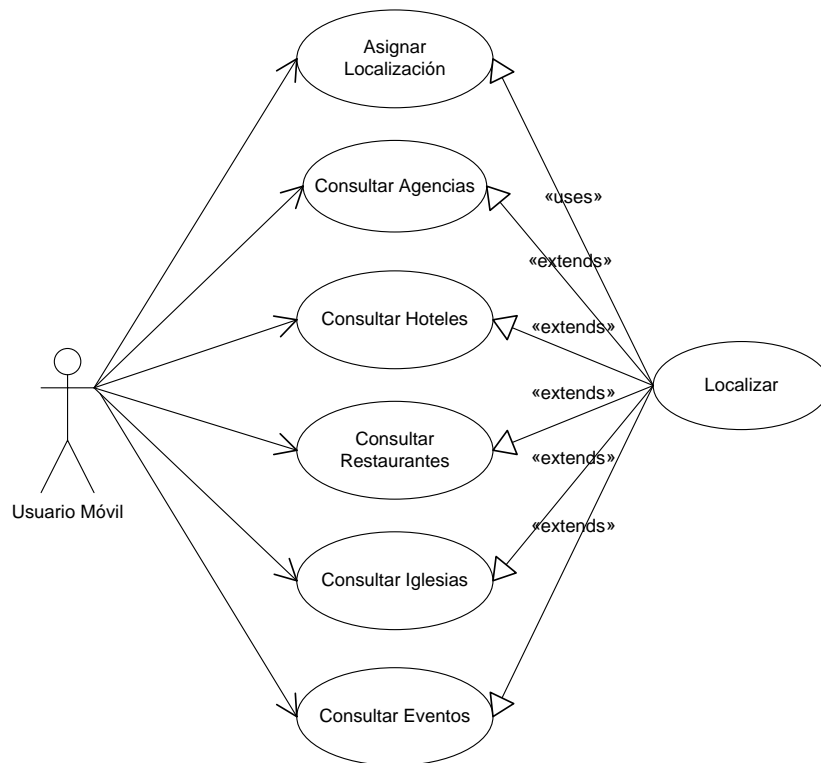 Asignar
Localización
Consultar Agencias
«uses»
«extends»
Consultar Hoteles
«extends»
Localizar
«extends»
Consultar
Restaurantes
«extends»
Usuario Móvil
«extends»
Consultar Iglesias
Consultar Eventos